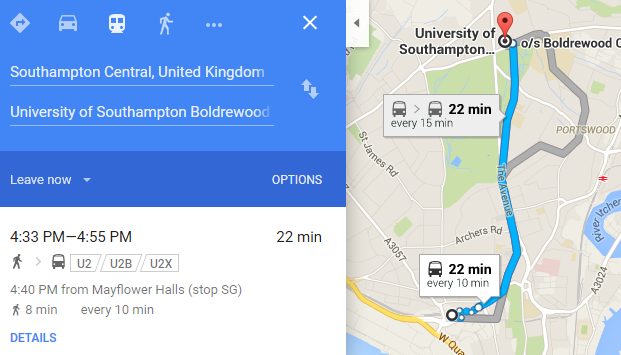 Southampton Central, United Kingdom
University of Southampton Boldrewood
Leave now
OPTIONS
4:33 PM—4:55 PM
22 min
U2 U2B U2X
4:40 PM from Mayflower Halls (stop SG)
8 min
every 10 min
DETAILS
University of
Southampton...
o/s Boldrewood C
22 min
every 15 min
PORTSWOOD
St James Rd
The Avenue
Archers Rd
A3057
22 min
every 10 min
River Itchen
A3024
W Qua